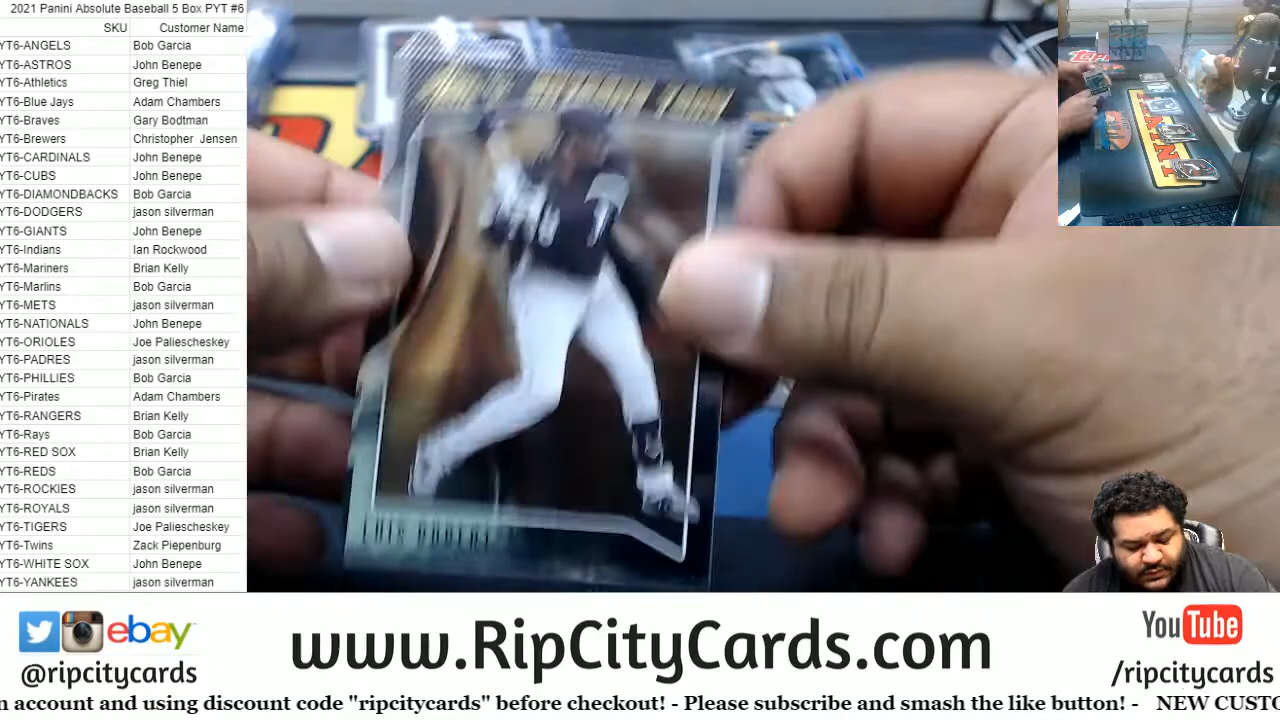 2021 Panini Absolute Baseball 5 Box PYT #6
SKU Customer Name
YT6-ANGELS Bob Garcia
YT6-ASTROS John Benepe
YT6-Athletics Greg Thiel
YT6-Blue Jays Adam Chambers
YT6-Braves Gary Bodtman
YT6-Brewers Christopher Jensen
YT6-CARDINALS John Benepe
YT6-CUBS John Benepe
YT6-DIAMONDBACKS Bob Garcia
YT6-DODGERS jason silverman
YT6-GIANTS John Benepe
YT6-Indians Ian Rockwood
YT6-Mariners Brian Kelly
YT6-Marlins Bob Garcia
YT6-METS jason silverman
YT6-NATIONALS John Benepe
YT6-ORIOLES Joe Paliescheskey
YT6-PADRES jason silverman
YT6-PHILLIES Bob Garcia
YT6-Pirates Adam Chambers
YT6-RANGERS Brian Kelly
YT6-Rays Bob Garcia
YT6-RED SOX Brian Kelly
YT6-REDS Bob Garcia
YT6-ROCKIES jason silverman
YT6-ROYALS jason silverman
YT6-TIGERS Joe Paliescheskey
YT6-Twins Zack Piepenburg
YT6-WHITE SOX John Benepe
YT6-YANKEES jason silverman
LUIS ROBERT
PANINI
ebay
@ripcitycards
www.RipCityCards.com
YouTube
/ripcitycards
n account and using discount code "ripcitycards" before checkout! - Please subscribe and smash the like button! - NEW CUSTO